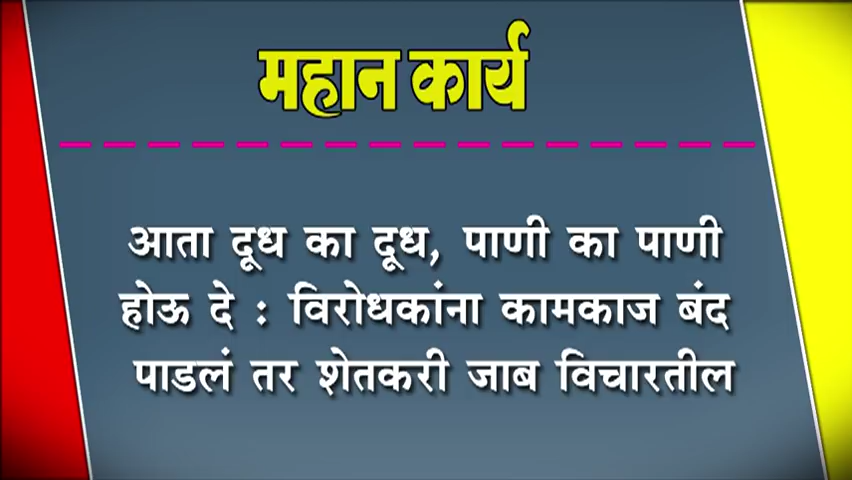 महान कार्य
आता दूध का दूध, पाणी का पाणी
होऊ दे : विरोधकांना कामकाज बंद
पाडलं तर शेतकरी जाब विचारतील